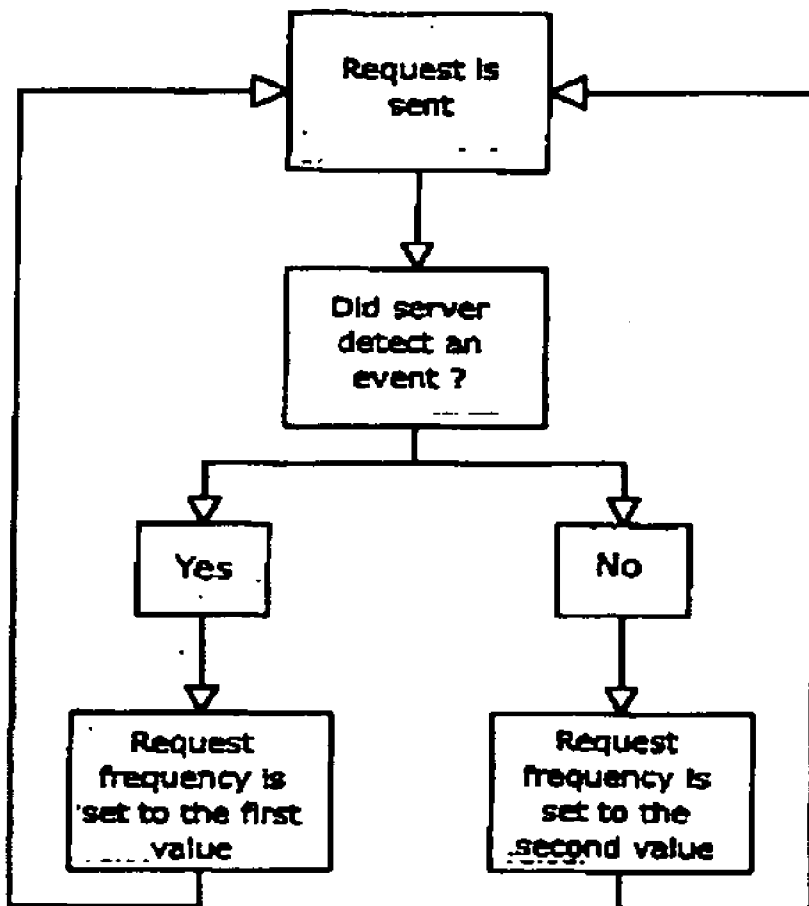 Request is
sent
Did server
detect an
event ?
Yes
No
Request
frequency is
set to the first
value
Request
frequency is
set to the
second value